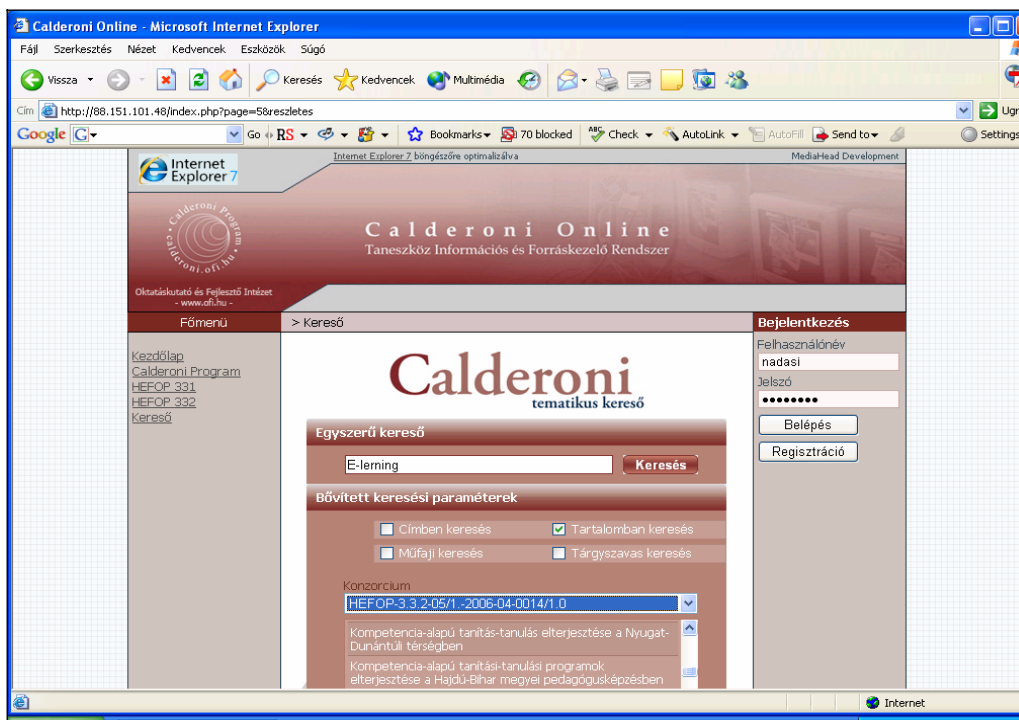 Calderoni Online - Microsoft Internet Explorer
Fájl Szerkesztés Nézet Kedvencek Eszközök Súgó
Vissza Keresés Kedvencek Multimédia
Cím http://88.151.101.48/index.php?page=5&reszletes Ugr
Google G Go RS Bookmarks 70 blocked ABC Check AutoLink AutoFill Send to Settings
Internet Explorer 7
Internet Explorer 7 böngészőre optimalizálva
MediaHead Development
Calderoni Program • calderoni.ofi.hu •
Calderoni Online
Taneszköz Információs és Forráskezelő Rendszer
Oktatáskutató és Fejlesztő Intézet
- www.ofi.hu -
Főmenü
Kezdőlap
Calderoni Program
HEFOP 331
HEFOP 332
Kereső
> Kereső
Calderoni
tematikus kereső
Egyszerű kereső
E-lerning Keresés
Bővített keresési paraméterek
Címben keresés Tartalomban keresés
Műfaji keresés Tárgyszavas keresés
Konzorcium
HEFOP-3.3.2-05/1.-2006-04-0014/1.0
Kompetencia-alapú tanítás-tanulás elterjesztése a Nyugat-
Dunántúli térségben
Kompetencia-alapú tanítási-tanulási programok
elterjesztése a Hajdú-Bihar megyei pedagógusképzésben
Bejelentkezés
Felhasználónév
nadasi
Jelszó
••••••••
Belépés
Regisztráció
Internet